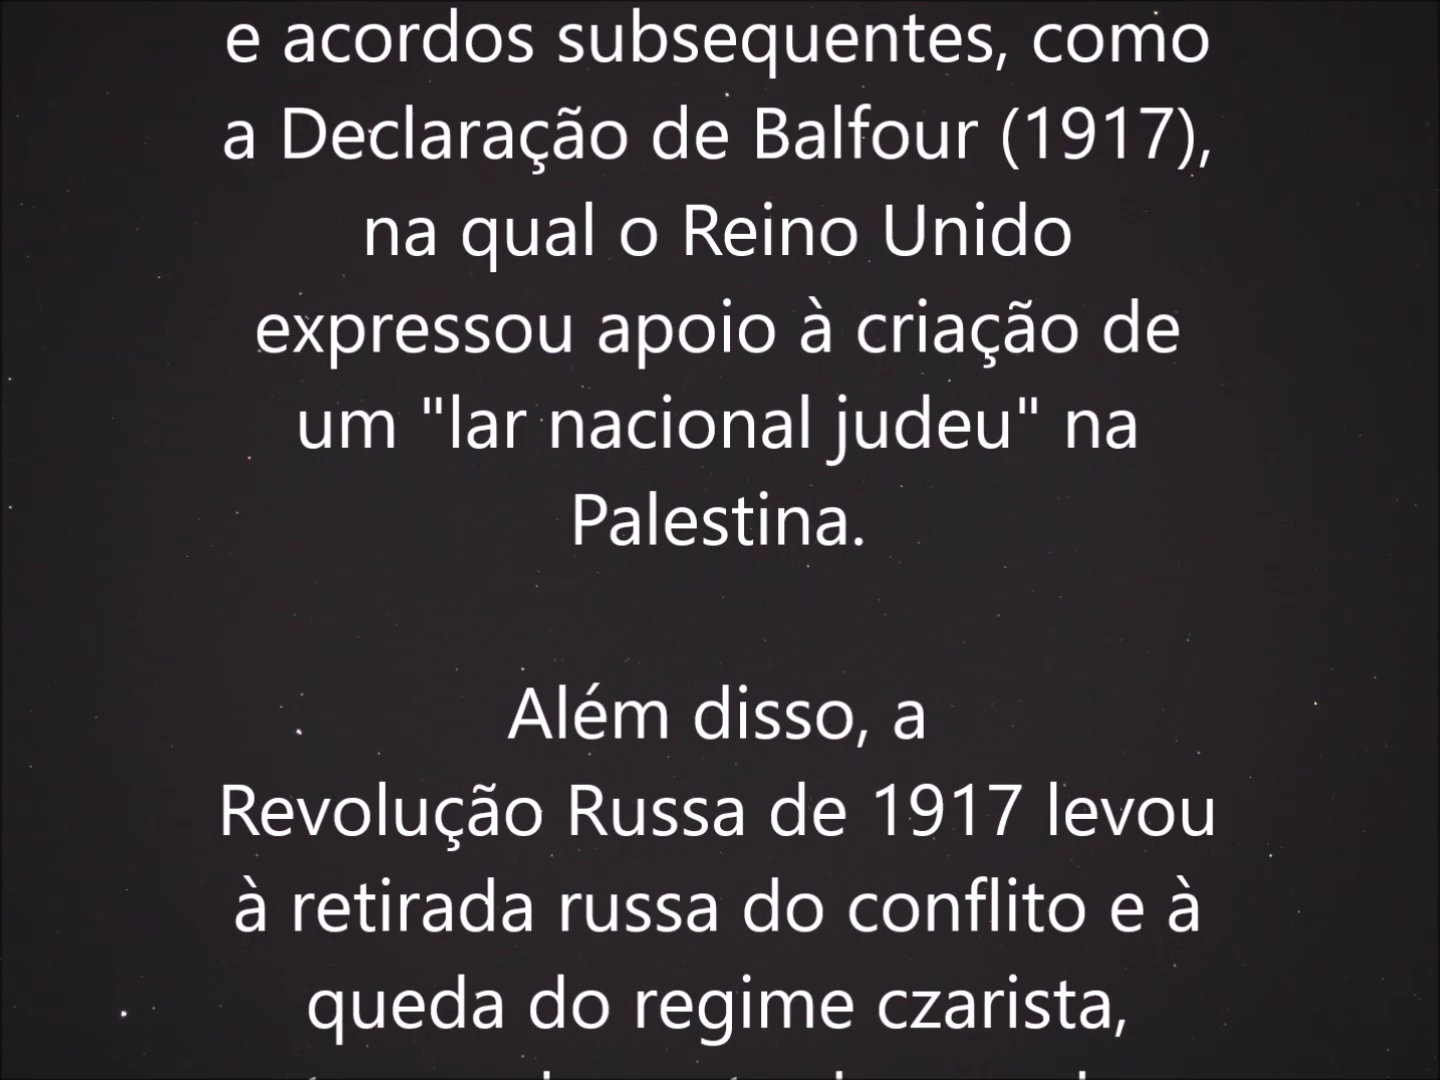 e acordos subsequentes, como
a Declaração de Balfour (1917),
na qual o Reino Unido
expressou apoio à criação de
um "lar nacional judeu" na
Palestina.
Além disso, a
Revolução Russa de 1917 levou
à retirada russa do conflito e à
queda do regime czarista,